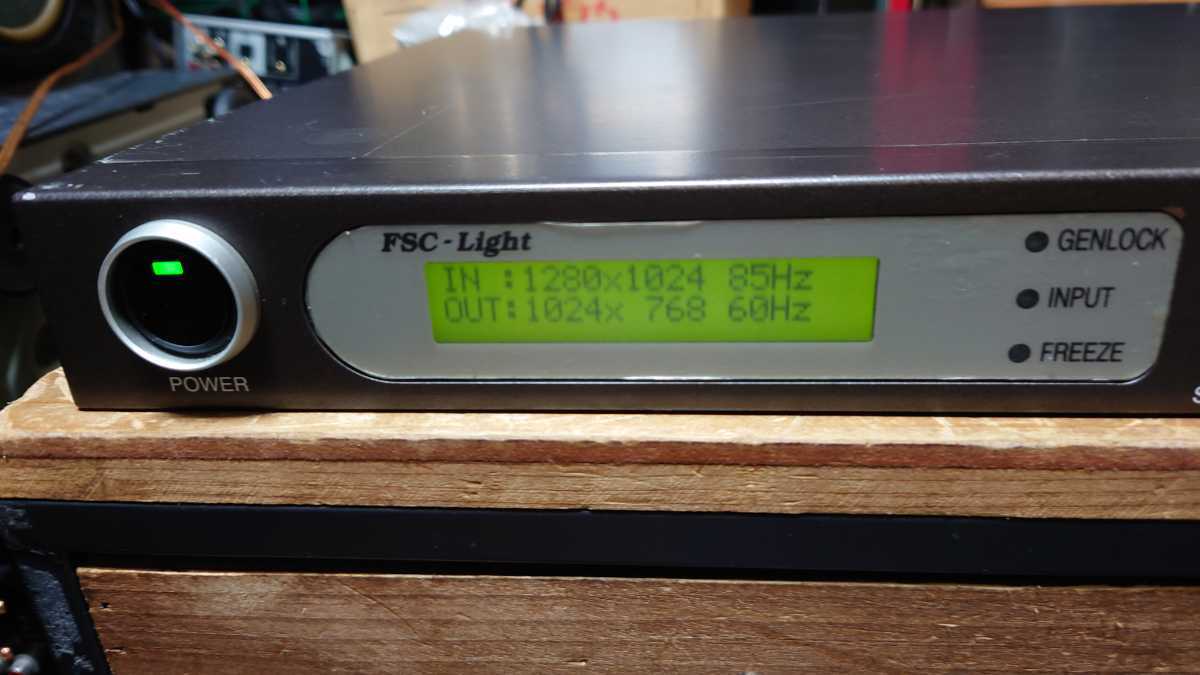 FSC-Light
IN :1280x1024 85Hz
OUT:1024x 768 60Hz
GENLOCK
INPUT
FREEZE
POWER